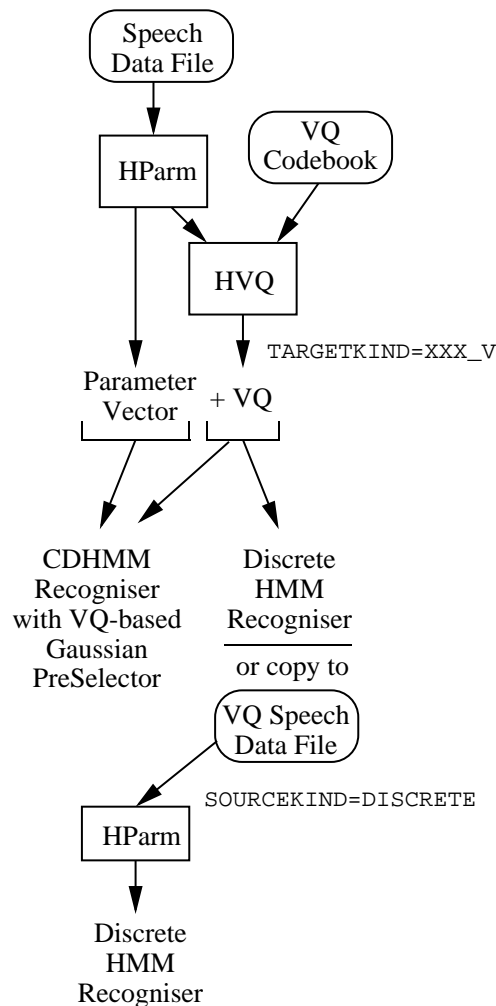 Speech
Data File
VQ
Codebook
HParm
HVQ
TARGETKIND=XXX_V
Parameter
Vector
+ VQ
CDHMM
Recogniser
with VQ-based
Gaussian
PreSelector
Discrete
HMM
Recogniser
or copy to
VQ Speech
Data File
SOURCEKIND=DISCRETE
HParm
Discrete
HMM
Recogniser